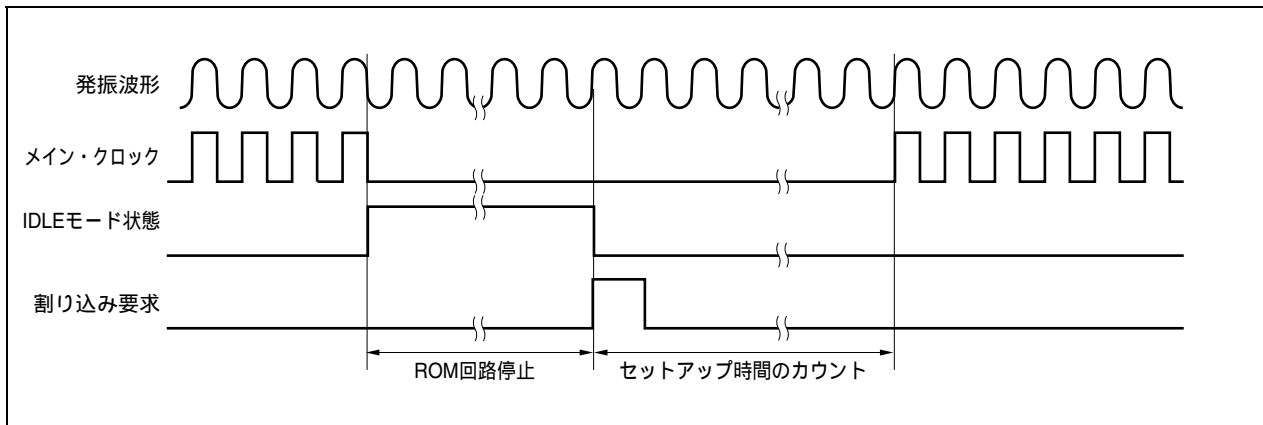 発振波形
メイン・クロック
IDLEモード状態
割り込み要求
ROM回路停止
セットアップ時間のカウント